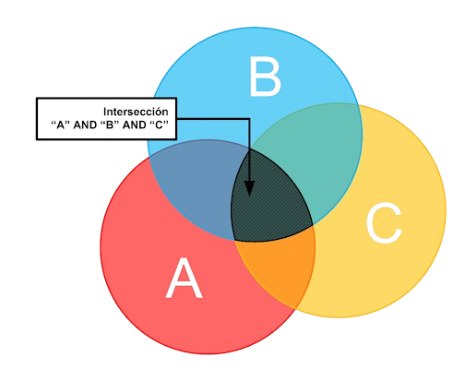 B
Intersección
“A” AND “B” AND “C”
C
A